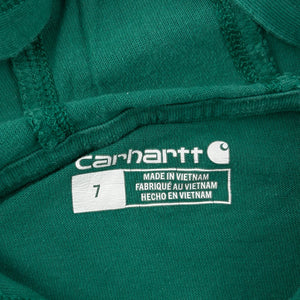 carhartt
7
MADE IN VIETNAM
FABRIQUÉ AU VIETNAM
HECHO EN VIETNAM